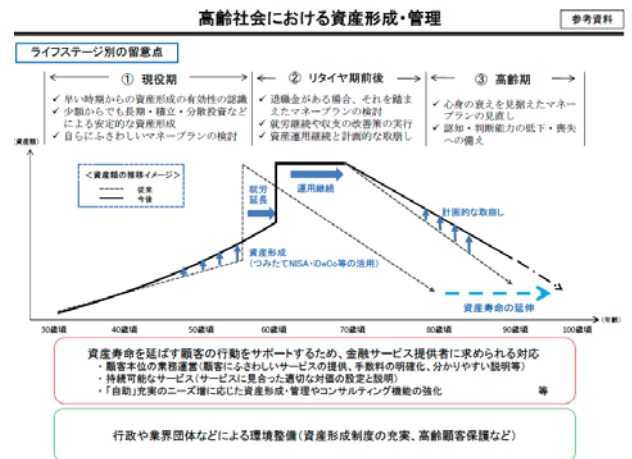 高齢社会における資産形成・管理
参考資料
ライフステージ別の留意点
① 現役期
② リタイヤ期前後
③ 高齢期
✓ 早い時期からの資産形成の有効性の認識
✓ 少額からでも長期・積立・分散投資など
による安定的な資産形成
✓ 自らにふさわしいマネープランの検討
✓ 退職金がある場合、それを踏ま
えたマネープランの検討
✓ 就労継続や収支の改善策の実行
✓ 資産運用継続と計画的な取崩し
✓ 心身の衰えを見据えたマネー
プランの見直し
✓ 認知・判断能力の低下・喪失
への備え
(資産額)
<資産額の推移イメージ>
従来
今後
就労
延長
運用継続
計画的な取崩し
資産形成
(つみたてNISA・iDeCo等の活用)
資産寿命の延伸
(年齢)
30歳頃
40歳頃
50歳頃
60歳頃
70歳頃
80歳頃
90歳頃
100歳頃
資産寿命を延ばす顧客の行動をサポートするため、金融サービス提供者に求められる対応
・顧客本位の業務運営(顧客にふさわしいサービスの提供、手数料の明確化、分かりやすい説明等)
・持続可能なサービス(サービスに見合った適切な対価の設定と説明)
・「自助」充実のニーズ増に応じた資産形成・管理やコンサルティング機能の強化 等
行政や業界団体などによる環境整備(資産形成制度の充実、高齢顧客保護など)